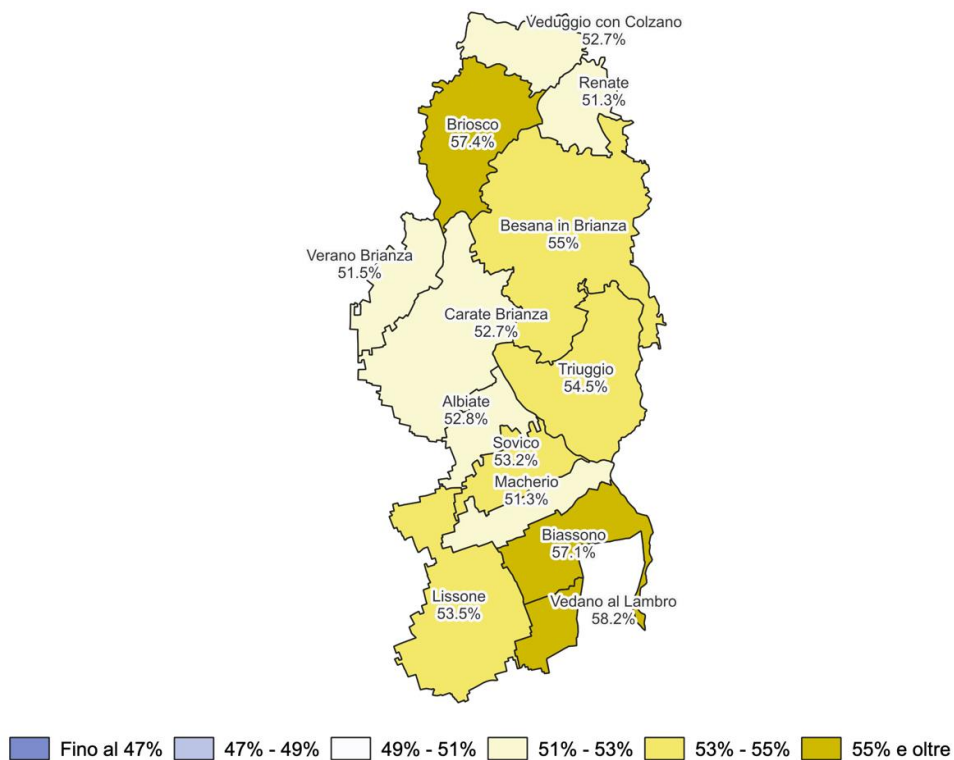 Veduggio con Colzano
52.7%
Renate
51.3%
Briosco
57.4%
Besana in Brianza
55%
Verano Brianza
51.5%
Carate Brianza
52.7%
Triuggio
54.5%
Albiate
52.8%
Sovico
53.2%
Macherio
51.3%
Biassono
57.1%
Lissone
53.5%
Vedano al Lambro
58.2%
Fino al 47% 47% - 49% 49% - 51% 51% - 53% 53% - 55% 55% e oltre